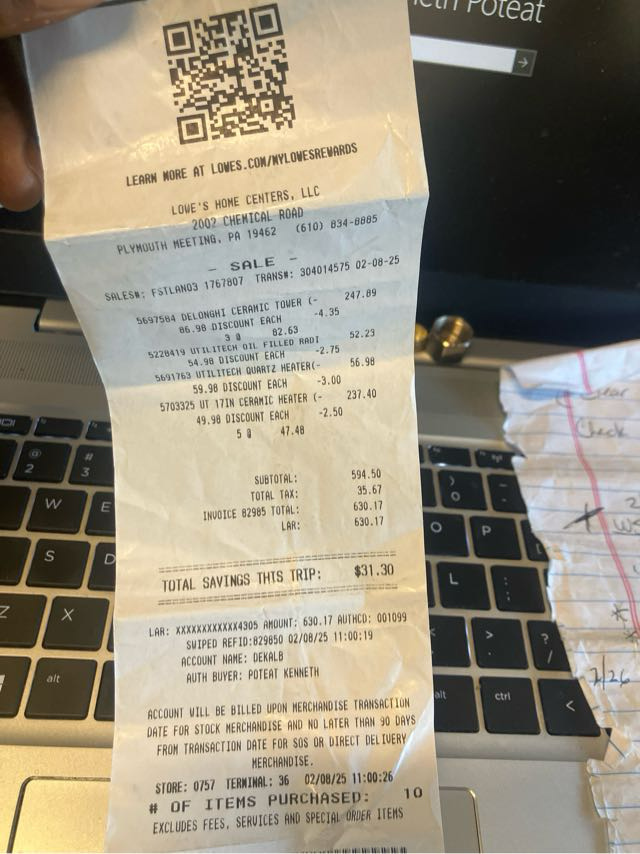 Poteat
LEARN MORE AT LOWES.COM/MYLOWESREWARDS
LOWE'S HOME CENTERS, LLC
2002 CHEMICAL ROAD
PLYMOUTH MEETING, PA 19462 (610) 834-8885
- SALE -
SALES#: FSTLAN03 1767807 TRANS#: 304014575 02-08-25
5697584 DELONGHI CERAMIC TOWER (- 247.89
86.98 DISCOUNT EACH -4.35
3 @ 82.63
5228419 UTILITECH OIL FILLED RADI 52.23
54.98 DISCOUNT EACH -2.75
5691763 UTILITECH QUARTZ HEATER(- 56.98
59.98 DISCOUNT EACH -3.00
5703325 UT 17IN CERAMIC HEATER (- 237.40
49.98 DISCOUNT EACH -2.50
5 @ 47.48
SUBTOTAL: 594.50
TOTAL TAX: 35.67
INVOICE 82985 TOTAL: 630.17
LAR: 630.17
TOTAL SAVINGS THIS TRIP: $31.30
LAR: XXXXXXXXXXXX4305 AMOUNT: 630.17 AUTHCD: 001099
SWIPED REFID:829850 02/08/25 11:00:19
ACCOUNT NAME: DEKALB
AUTH BUYER: POTEAT KENNETH
ACCOUNT WILL BE BILLED UPON MERCHANDISE TRANSACTION
DATE FOR STOCK MERCHANDISE AND NO LATER THAN 90 DAYS
FROM TRANSACTION DATE FOR SOS OR DIRECT DELIVERY
MERCHANDISE.
STORE: 0757 TERMINAL: 36 02/08/25 11:00:26
# OF ITEMS PURCHASED: 10
EXCLUDES FEES, SERVICES AND SPECIAL ORDER ITEMS
Check
2/26
@ 2
# 3
W
E
S
D
Z
X
alt
) 0
-
O
P
L
: ;
>
? /
alt
ctrl
<